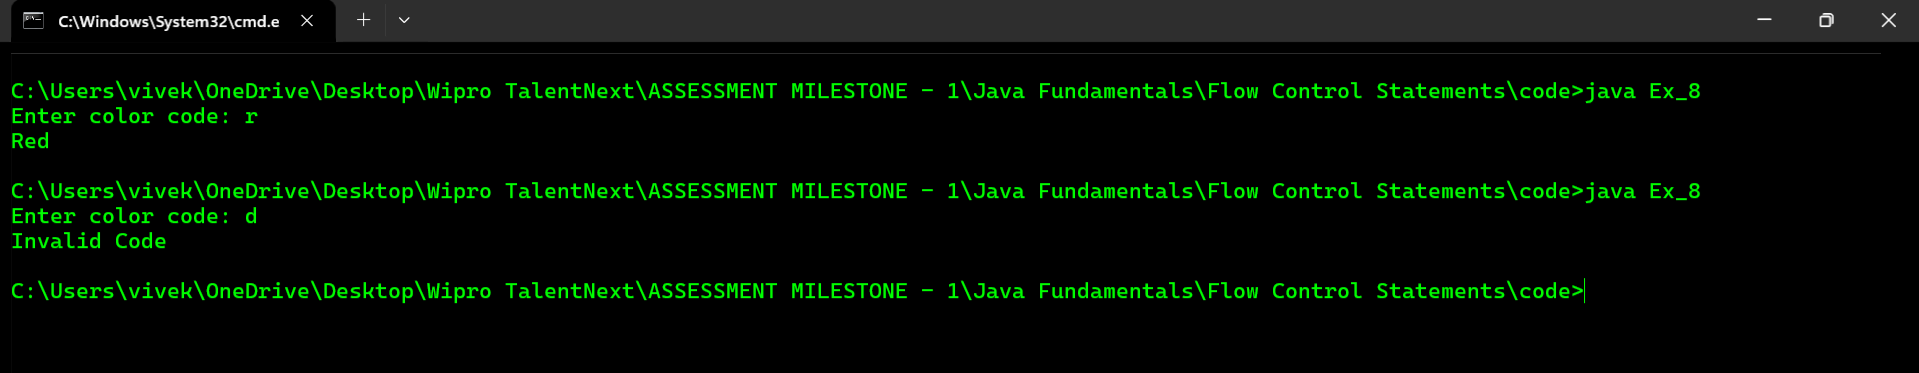 C:\Windows\System32\cmd.e
C:\Users\vivek\OneDrive\Desktop\Wipro TalentNext\ASSESSMENT MILESTONE - 1\Java Fundamentals\Flow Control Statements\code>java Ex_8
Enter color code: r
Red
C:\Users\vivek\OneDrive\Desktop\Wipro TalentNext\ASSESSMENT MILESTONE - 1\Java Fundamentals\Flow Control Statements\code>java Ex_8
Enter color code: d
Invalid Code
C:\Users\vivek\OneDrive\Desktop\Wipro TalentNext\ASSESSMENT MILESTONE - 1\Java Fundamentals\Flow Control Statements\code>